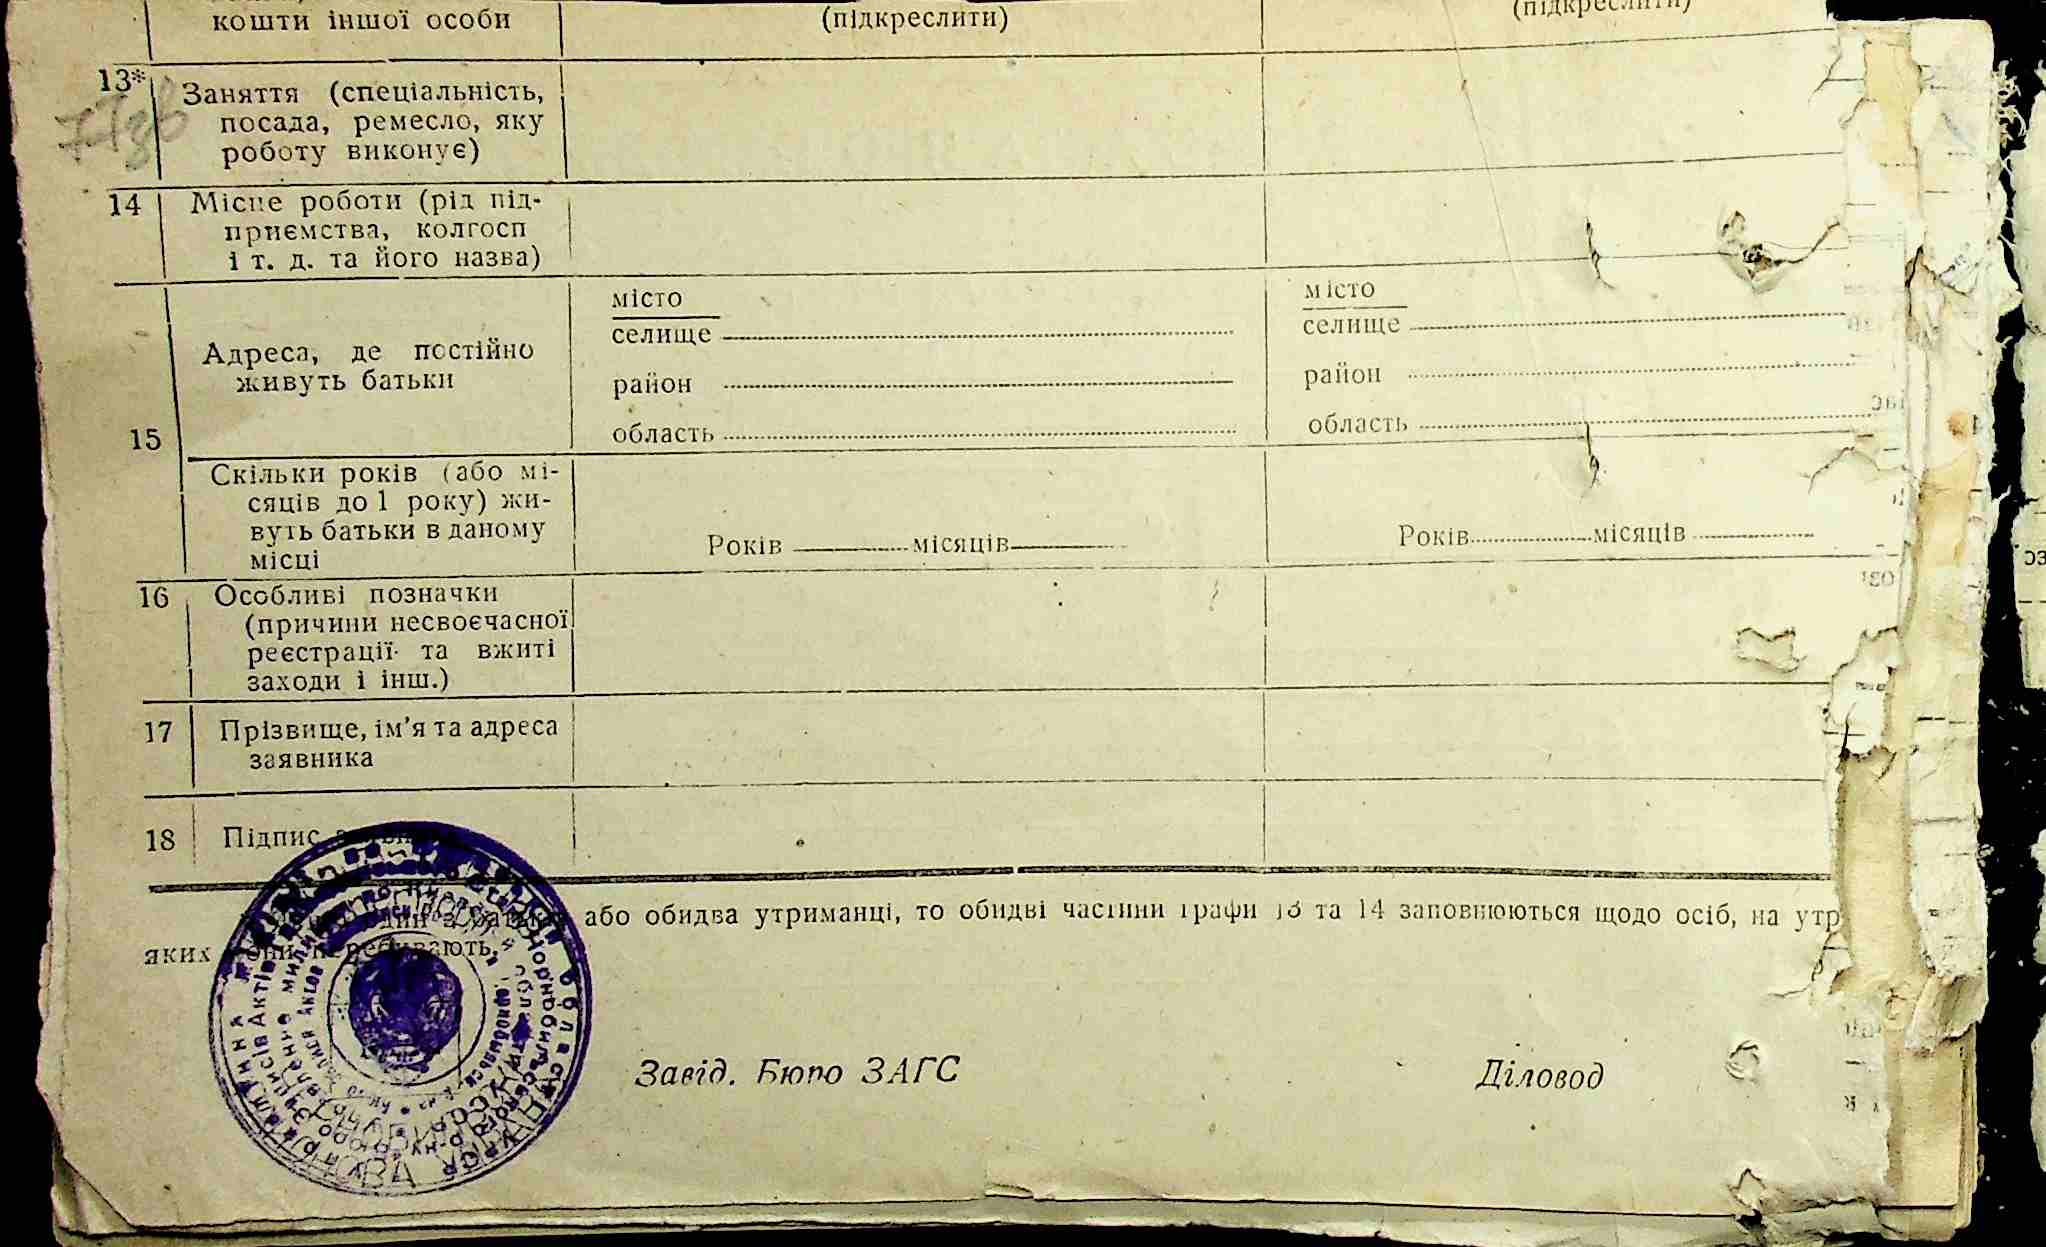 кошти іншої особи (підкреслити) (підкреслити)
13* Заняття (спеціальність,
посада, ремесло, яку
роботу виконує)
14 Місце роботи (рід під-
приємства, колгосп
і т. д. та його назва)
15
Адреса, де постійно
живуть батьки
місто
селище
район
область
місто
селище
район
область
Скільки років (або мі-
сяців до 1 року) жи-
вуть батьки в даному
місці
Років місяців
Років місяців
16 Особливі позначки
(причини несвоєчасної
реєстрації та вжиті
заходи і інш.)
17 Прізвище, ім'я та адреса
заявника
18 Підпис
або обидва утриманці, то обидві частини графи 13 та 14 заповнюються щодо осіб, на утр
яких вони перебувають.
Завід. Бюро ЗАГС Діловод